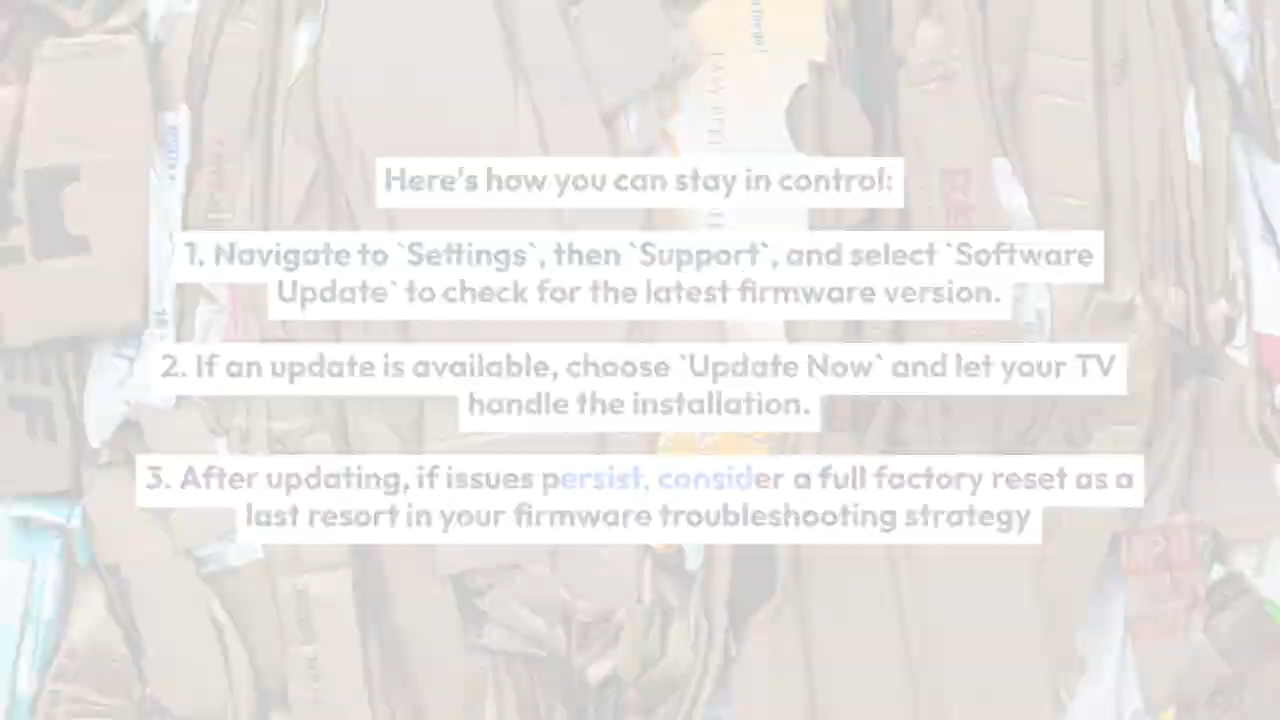 Here's how you can stay in control:
1. Navigate to `Settings`, then `Support`, and select `Software
Update` to check for the latest firmware version.
2. If an update is available, choose `Update Now` and let your TV
handle the installation.
3. After updating, if issues persist, consider a full factory reset as a
last resort in your firmware troubleshooting strategy